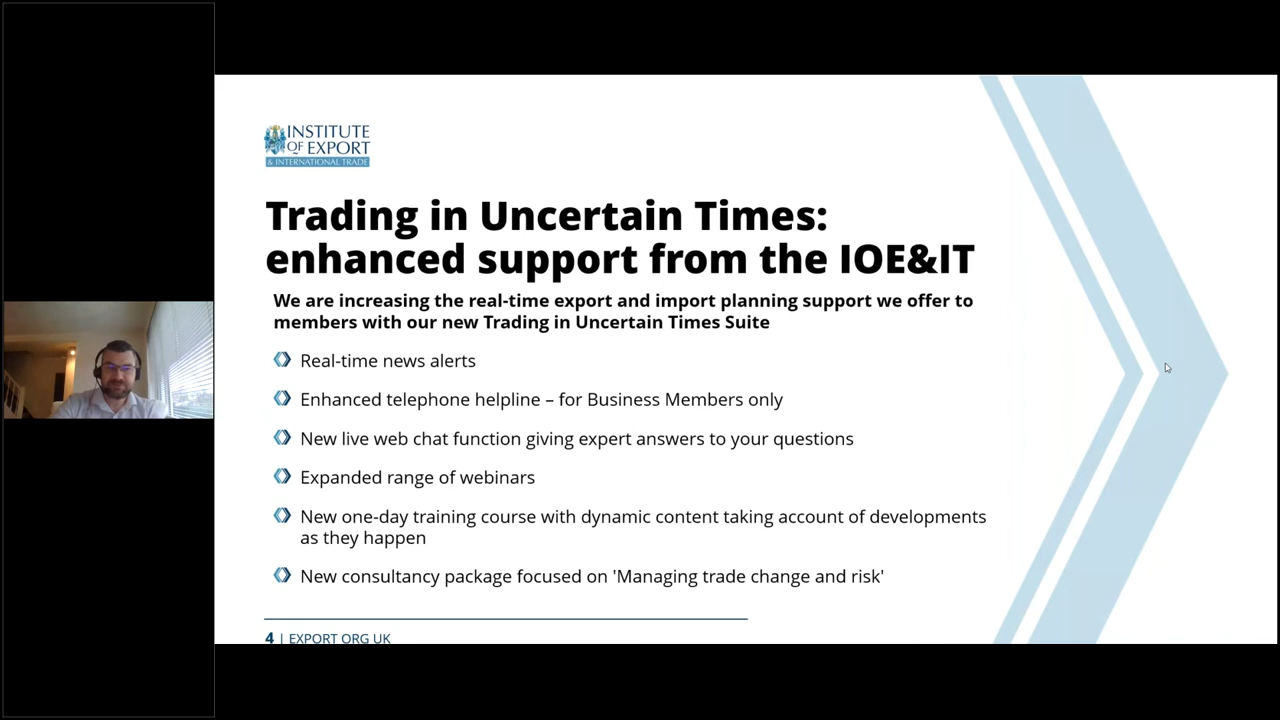 INSTITUTE
OF EXPORT
& INTERNATIONAL TRADE
Trading in Uncertain Times:
enhanced support from the IOE&IT
We are increasing the real-time export and import planning support we offer to
members with our new Trading in Uncertain Times Suite
Real-time news alerts
Enhanced telephone helpline – for Business Members only
New live web chat function giving expert answers to your questions
Expanded range of webinars
New one-day training course with dynamic content taking account of developments
as they happen
New consultancy package focused on 'Managing trade change and risk'
4 | EXPORT ORG UK